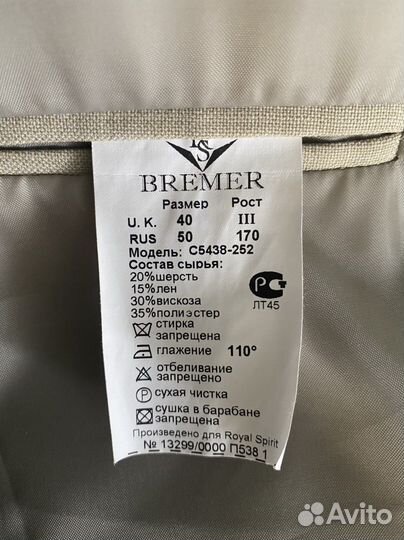 BREMER
Размер Рост
U. K. 40 III
RUS 50 170
Модель: C5438-252
Состав сырья:
20%шерсть
15%лен
30%вискоза
35%полиэстер
ЛТ45
стирка
запрещена
глажение 110°
отбеливание
запрещено
P сухая чистка
сушка в барабане
запрещена
Произведено для Royal Spirit
№ 13299/0000 П538 1
Avito